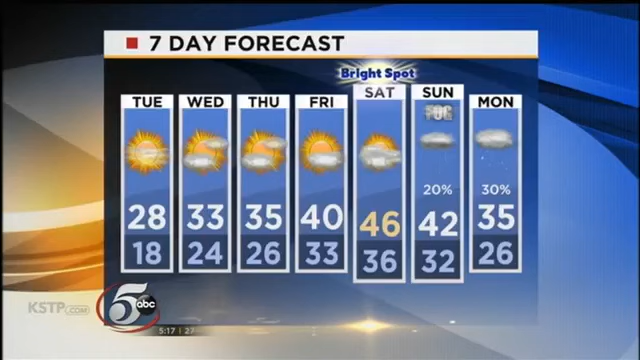 7 DAY FORECAST
Bright Spot
TUE WED THU FRI SAT SUN MON
FOG
20% 30%
28 33 35 40 46 42 35
18 24 26 33 36 32 26
KSTP.COM
5 abc
5:17 27